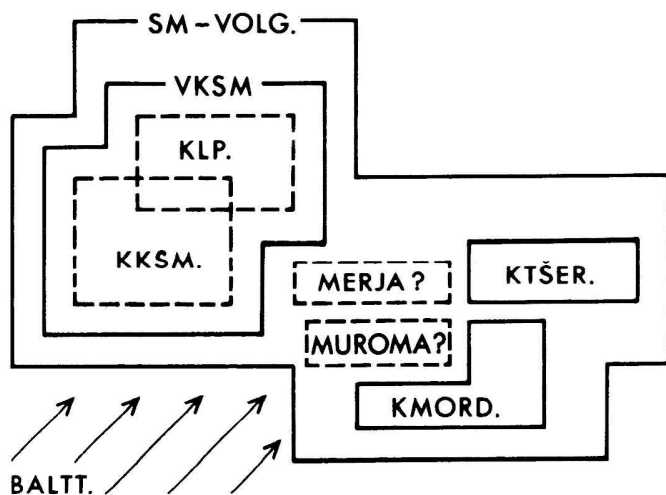 SM-VOLG.
VKSM
KLP.
KKSM.
MERJA?
KTŠER.
MUROMA?
KMORD.
BALTT.